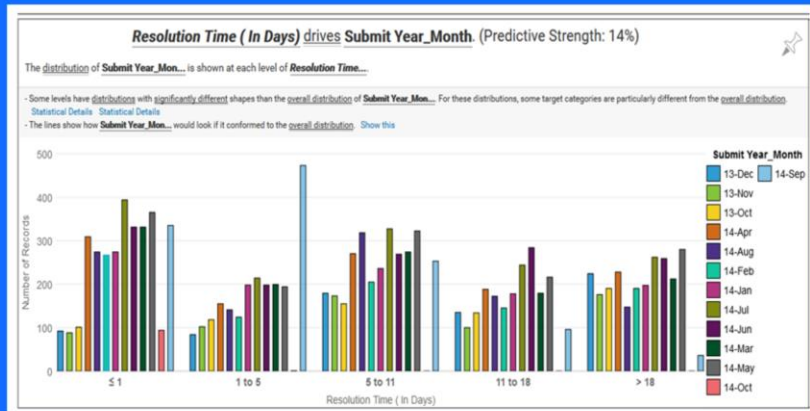 Resolution Time ( In Days) drives Submit Year_Month. (Predictive Strength: 14%)
The distribution of Submit Year_Mon... is shown at each level of Resolution Time....
- Some levels have distributions with significantly different shapes than the overall distribution of Submit Year_Mon... For these distributions, some target categories are particularly different from the overall distribution.
Statistical Details Statistical Details
- The lines show how Submit Year_Mon... would look if it conformed to the overall distribution. Show this
Number of Records
500
400
300
200
100
0
≤ 1 1 to 5 5 to 11 11 to 18 > 18
Resolution Time ( In Days)
Submit Year_Month
13-Dec 14-Sep
13-Nov
13-Oct
14-Apr
14-Aug
14-Feb
14-Jan
14-Jul
14-Jun
14-Mar
14-May
14-Oct